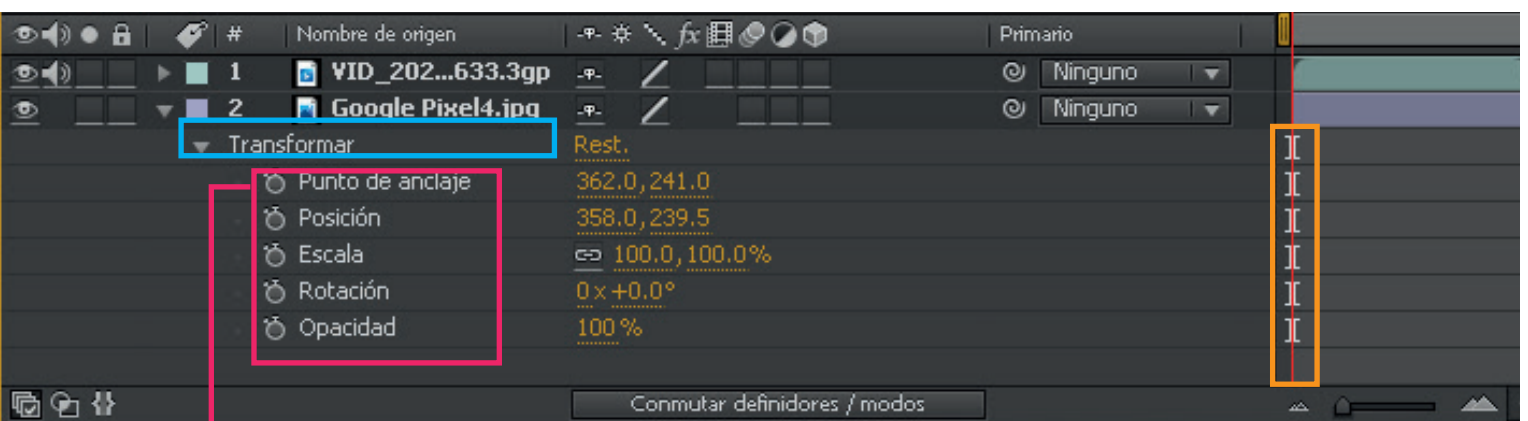 # Nombre de origen fx Primario
1 VID_202...633.3gp Ninguno
2 Google Pixel4.jpg Ninguno
Transformar Rest.
Punto de anclaje 362.0,241.0
Posición 358.0,239.5
Escala 100.0,100.0%
Rotación 0x+0.0°
Opacidad 100%
Conmutar definidores / modos